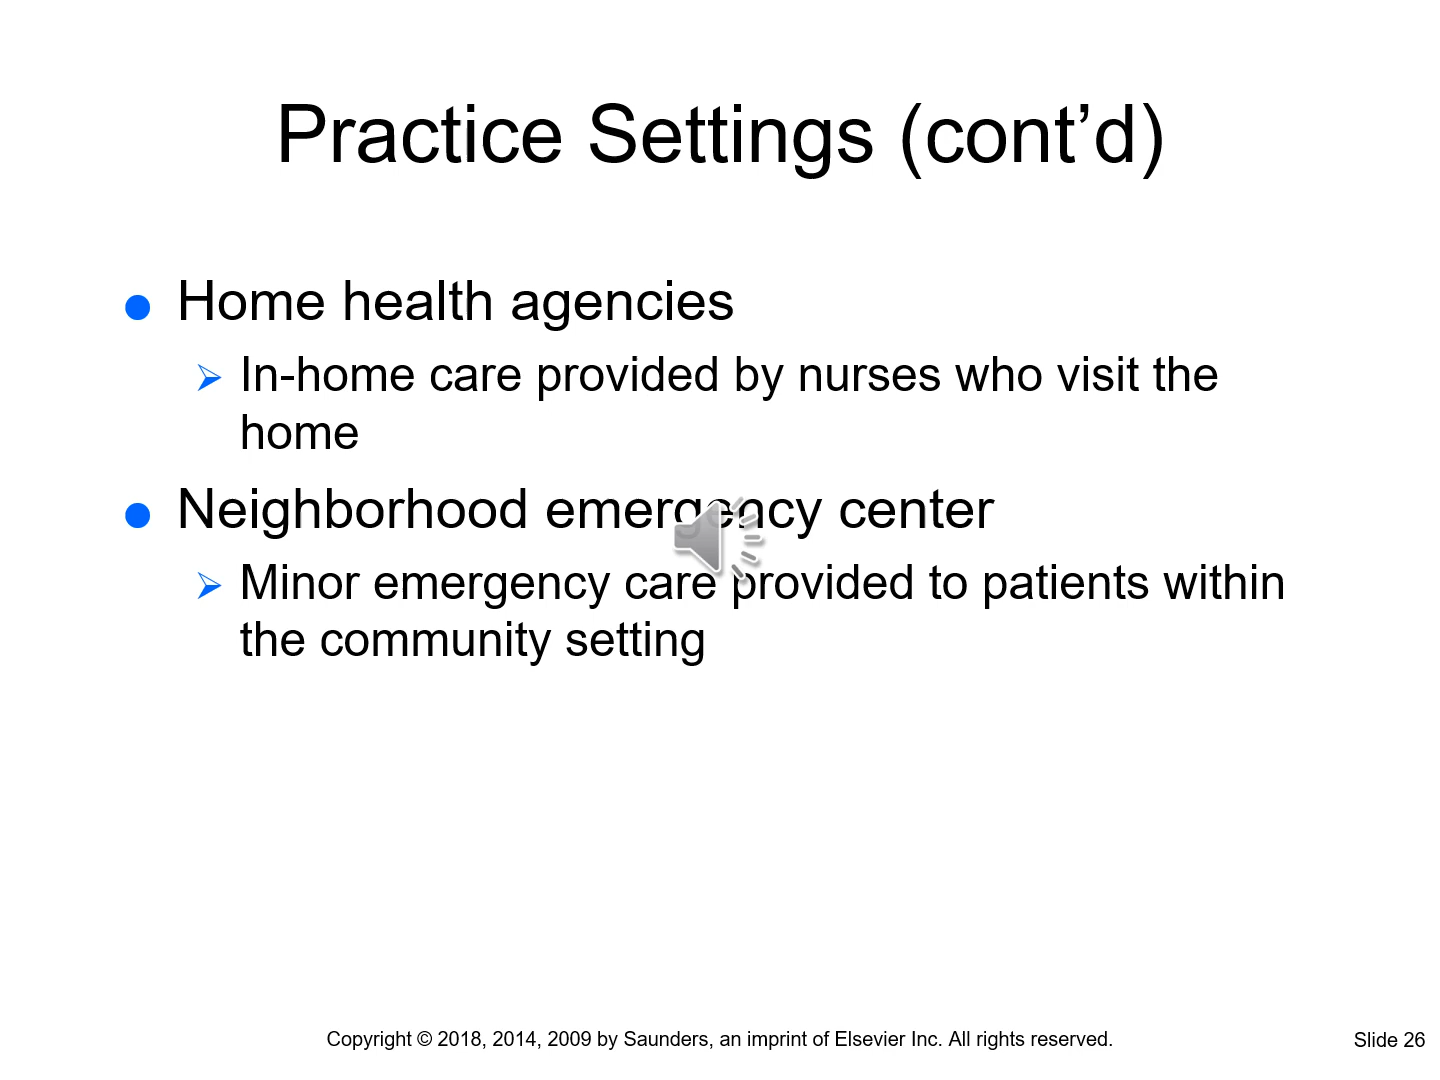 Practice Settings (cont’d)
Home health agencies
In-home care provided by nurses who visit the
home
Neighborhood emergency center
Minor emergency care provided to patients within
the community setting
Copyright © 2018, 2014, 2009 by Saunders, an imprint of Elsevier Inc. All rights reserved.
Slide 26